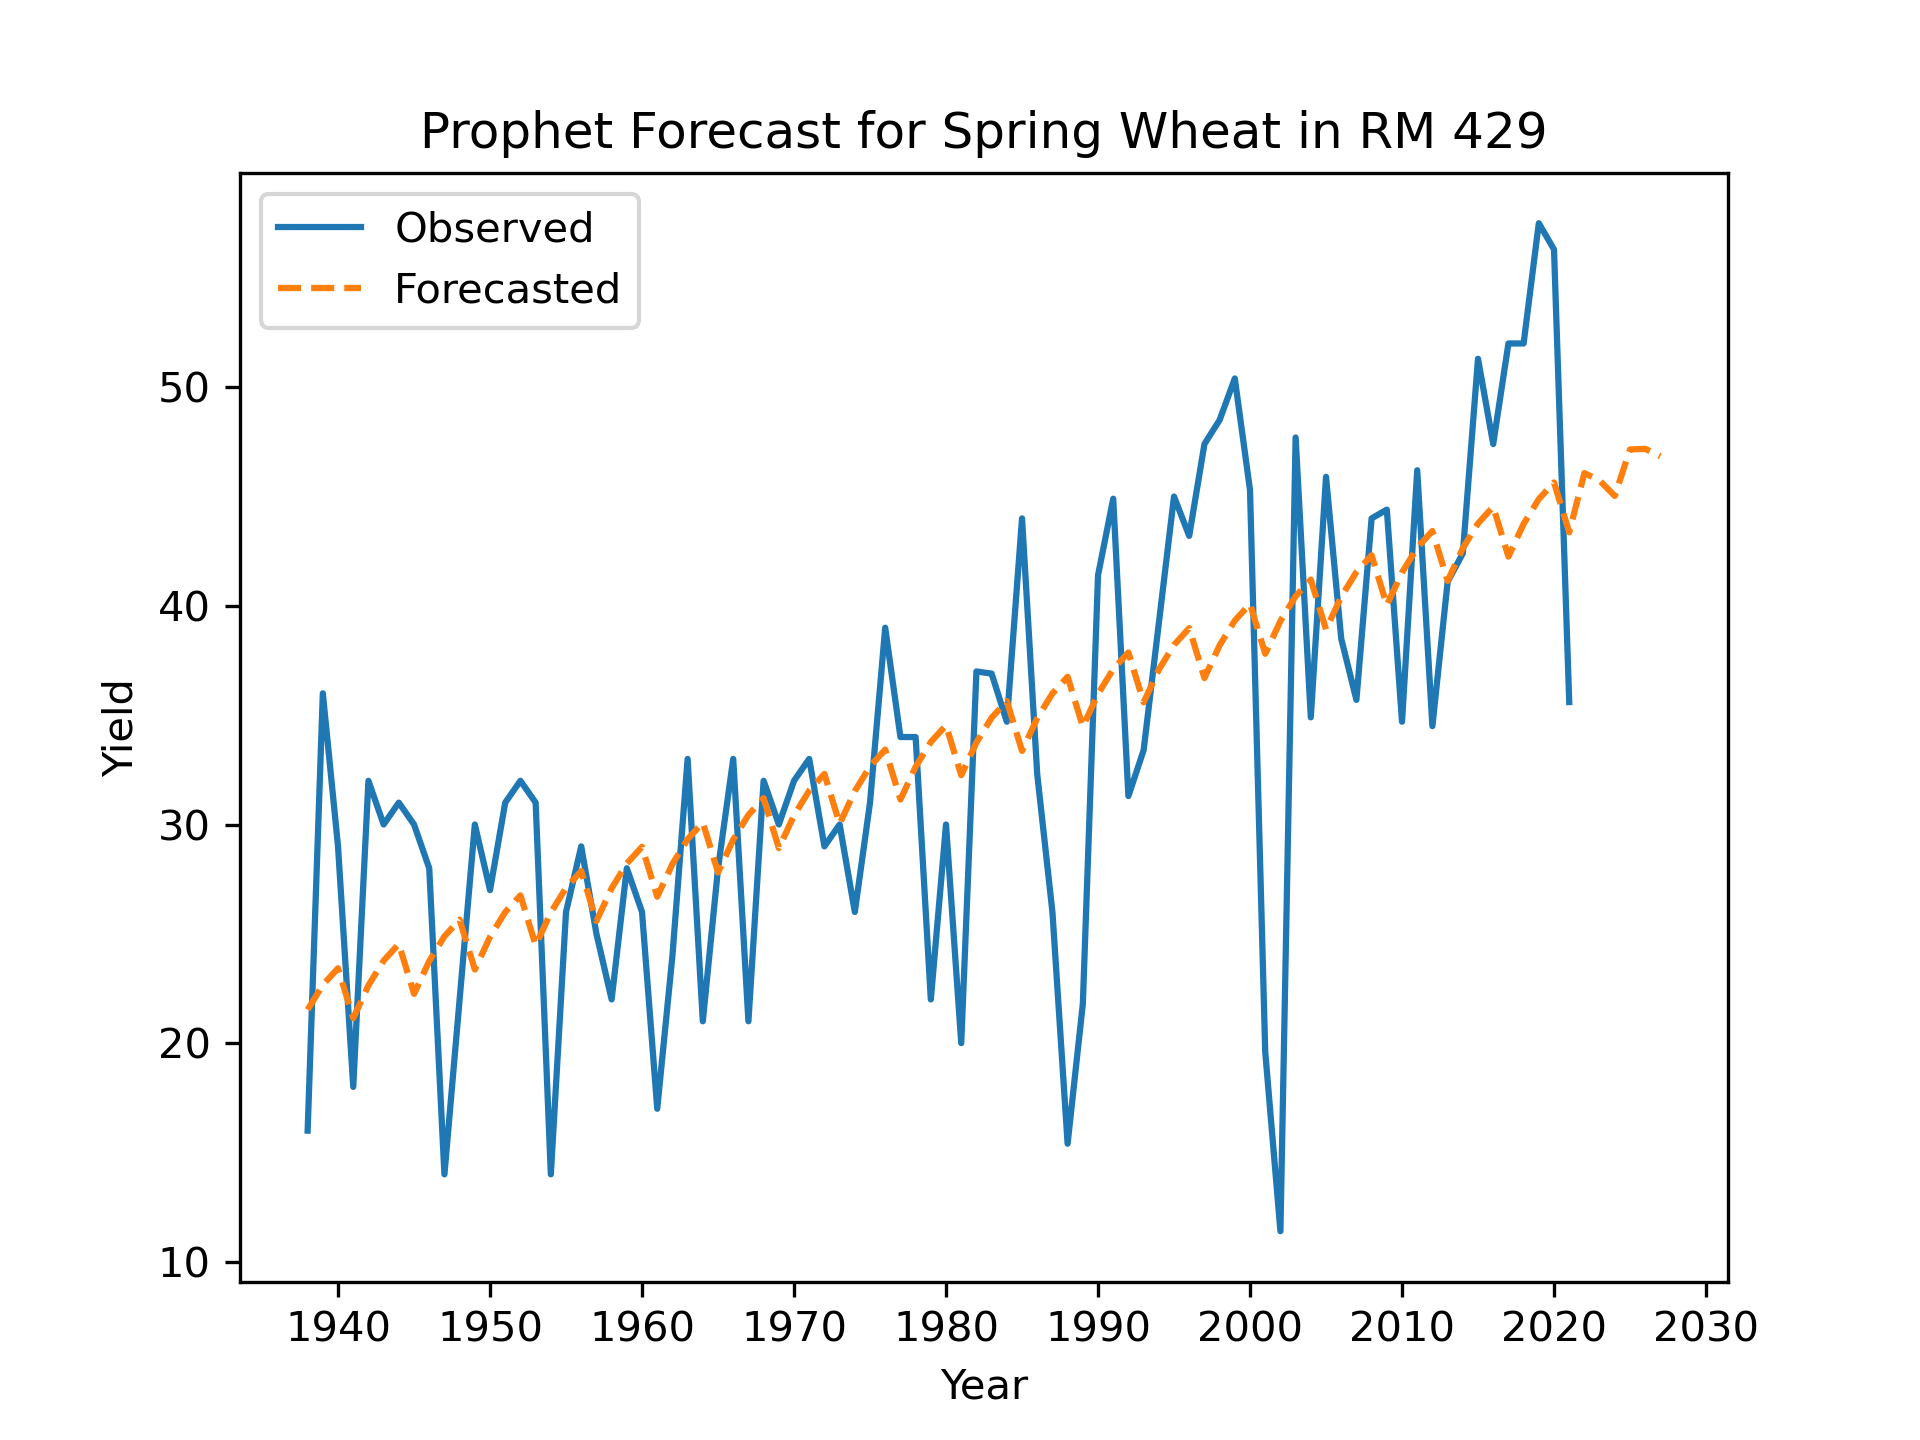 Prophet Forecast for Spring Wheat in RM 429
Observed
Forecasted
50
40
30
20
10
Yield
1940 1950 1960 1970 1980 1990 2000 2010 2020 2030
Year